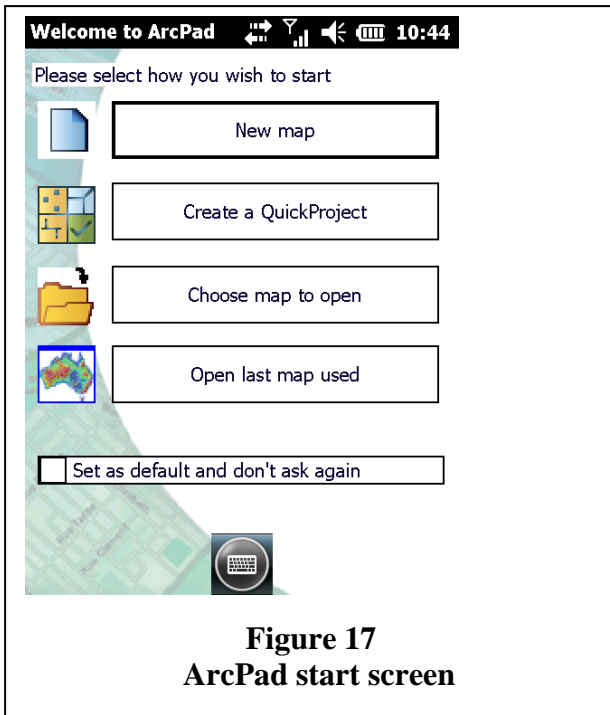 Welcome to ArcPad 10:44
Please select how you wish to start
New map
Create a QuickProject
Choose map to open
Open last map used
Set as default and don't ask again
Figure 17
ArcPad start screen